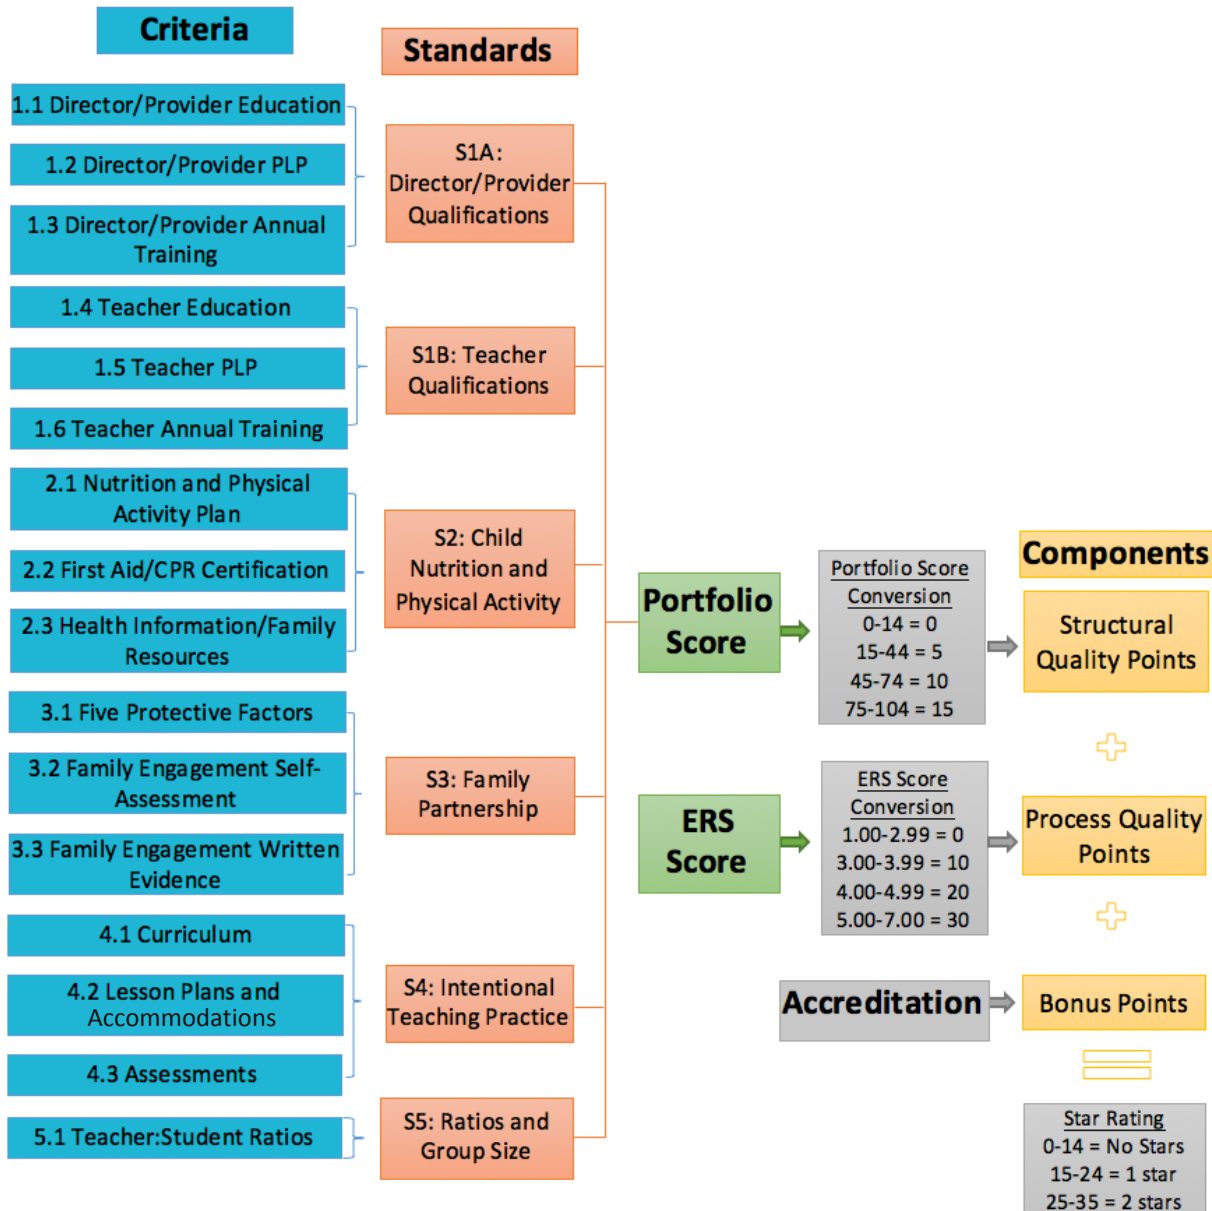 Criteria
Standards
1.1 Director/Provider Education
1.2 Director/Provider PLP
1.3 Director/Provider Annual
Training
S1A:
Director/Provider
Qualifications
1.4 Teacher Education
1.5 Teacher PLP
1.6 Teacher Annual Training
S1B: Teacher
Qualifications
2.1 Nutrition and Physical
Activity Plan
2.2 First Aid/CPR Certification
2.3 Health Information/Family
Resources
S2: Child
Nutrition and
Physical Activity
3.1 Five Protective Factors
3.2 Family Engagement Self-
Assessment
3.3 Family Engagement Written
Evidence
S3: Family
Partnership
4.1 Curriculum
4.2 Lesson Plans and
Accommodations
4.3 Assessments
S4: Intentional
Teaching Practice
5.1 Teacher:Student Ratios
S5: Ratios and
Group Size
Portfolio
Score
Portfolio Score
Conversion
0-14 = 0
15-44 = 5
45-74 = 10
75-104 = 15
Components
Structural
Quality Points
ERS
Score
ERS Score
Conversion
1.00-2.99 = 0
3.00-3.99 = 10
4.00-4.99 = 20
5.00-7.00 = 30
Process Quality
Points
Accreditation
Bonus Points
Star Rating
0-14 = No Stars
15-24 = 1 star
25-35 = 2 stars